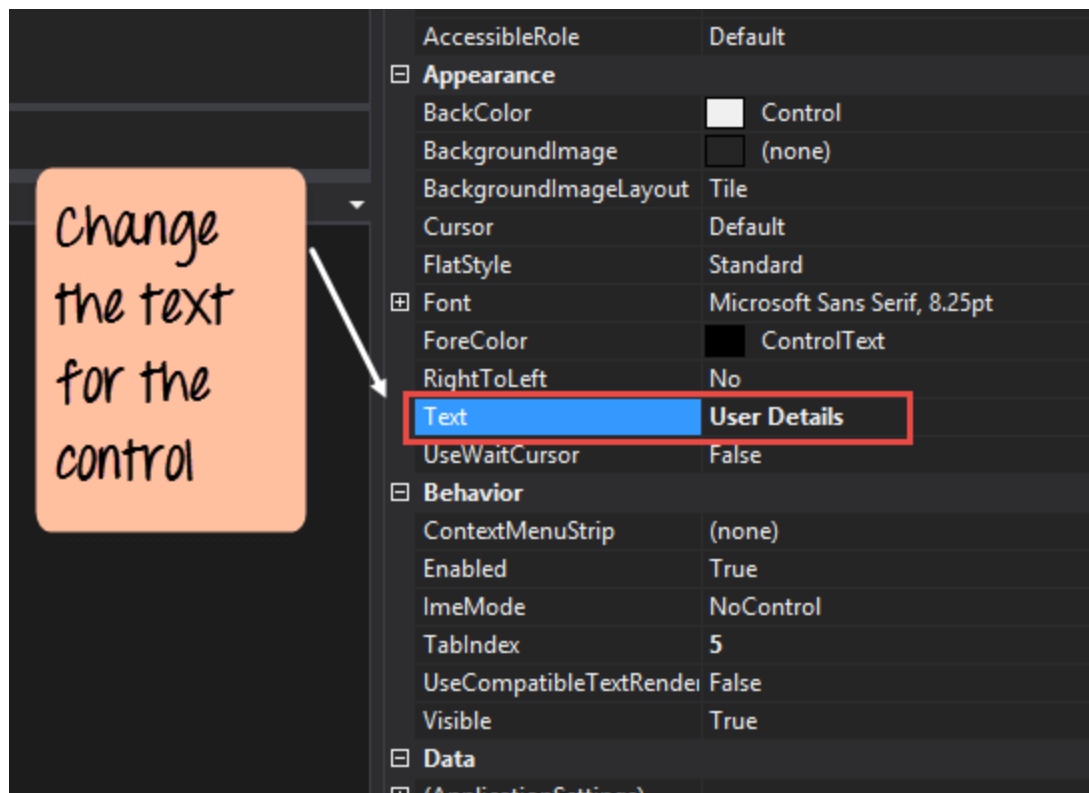 AccessibleRole Default
Appearance
BackColor Control
BackgroundImage (none)
BackgroundImageLayout Tile
Cursor Default
FlatStyle Standard
Font Microsoft Sans Serif, 8.25pt
ForeColor ControlText
RightToLeft No
Text User Details
UseWaitCursor False
Behavior
ContextMenuStrip (none)
Enabled True
ImeMode NoControl
TabIndex 5
UseCompatibleTextRender False
Visible True
Data
(ApplicationSettings)
Change
the text
for the
control